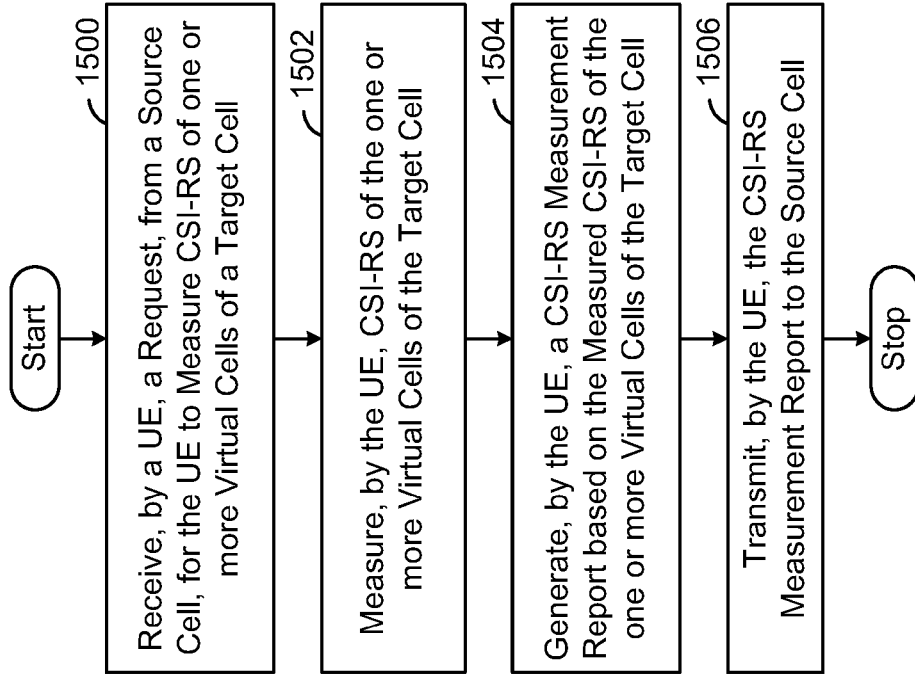 Start
1500
Receive, by a UE, a Request, from a Source
Cell, for the UE to Measure CSI-RS of one or
more Virtual Cells of a Target Cell
1502
Measure, by the UE, CSI-RS of the one or
more Virtual Cells of the Target Cell
1504
Generate, by the UE, a CSI-RS Measurement
Report based on the Measured CSI-RS of the
one or more Virtual Cells of the Target Cell
1506
Transmit, by the UE, the CSI-RS
Measurement Report to the Source Cell
Stop